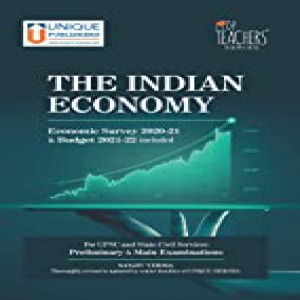 UNIQUE
PUBLISHERS
TEACHERS
THE INDIAN
ECONOMY
Economic Survey 2020-21
& Budget 2021-22 included
For UPSC and State Civil Services
Preliminary & Main Examinations
SANJIV VERMA